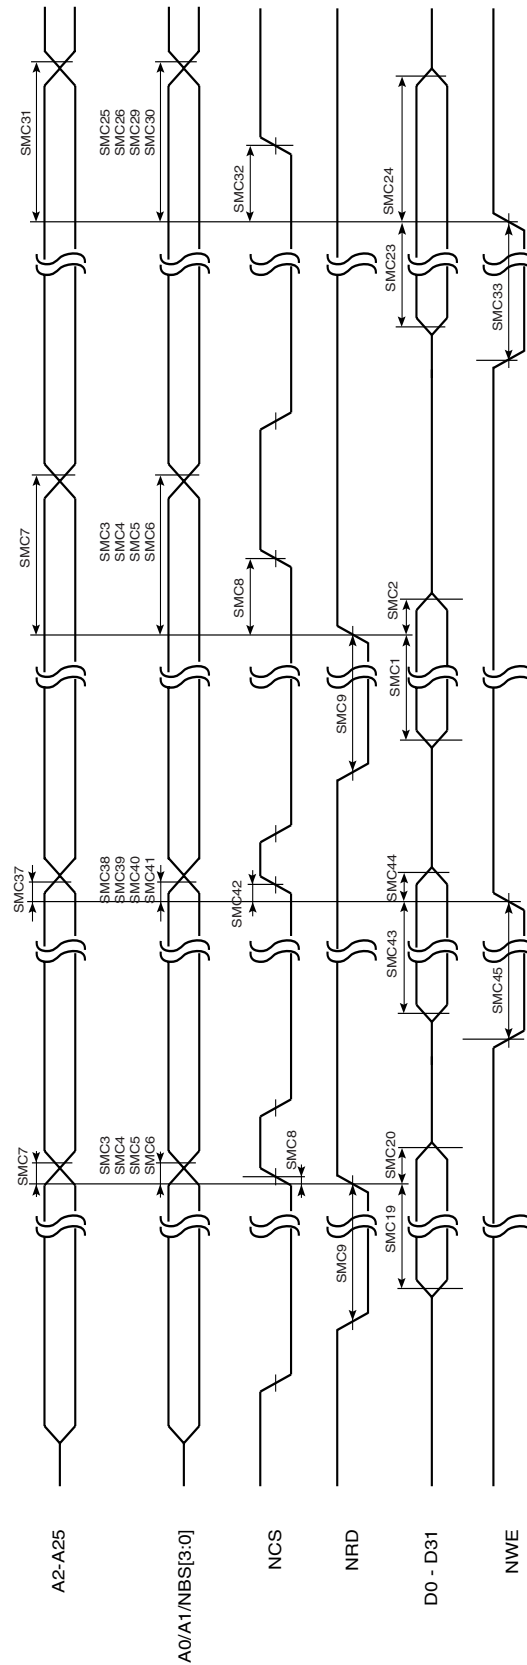 A2-A25
SMC7
SMC37
SMC7
SMC31
A0/A1/NBS[3:0]
SMC3
SMC4
SMC5
SMC6
SMC38
SMC39
SMC40
SMC41
SMC3
SMC4
SMC5
SMC6
SMC25
SMC26
SMC29
SMC30
NCS
SMC8
SMC42
SMC8
SMC32
NRD
SMC9
SMC9
D0 - D31
SMC19
SMC20
SMC43
SMC44
SMC1
SMC2
SMC23
SMC24
NWE
SMC45
SMC33